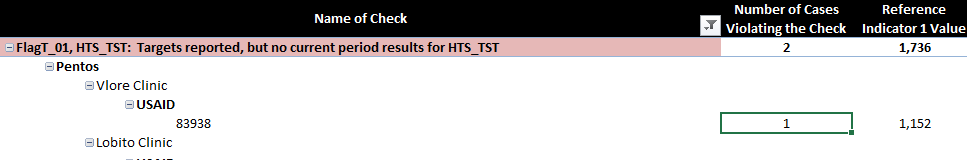 Name of Check
Number of Cases Violating the Check
Reference Indicator 1 Value
FlagT_01, HTS_TST: Targets reported, but no current period results for HTS_TST 2 1,736
Pentos
Vlore Clinic
USAID
83938 1 1,152
Lobito Clinic